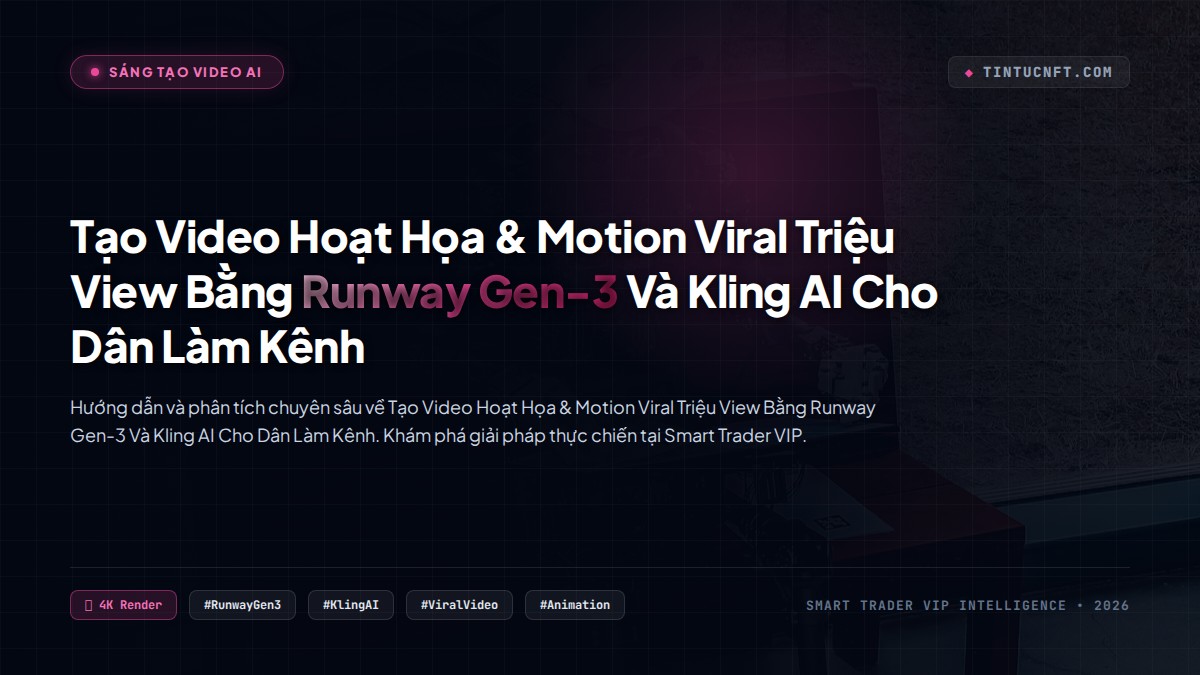 SÁNG TẠO VIDEO AI
TINTUCNFT.COM
Tạo Video Hoạt Họa & Motion Viral Triệu
View Bằng Runway Gen-3 Và Kling AI Cho
Dân Làm Kênh
Hướng dẫn và phân tích chuyên sâu về Tạo Video Hoạt Họa & Motion Viral Triệu View Bằng Runway
Gen-3 Và Kling AI Cho Dân Làm Kênh. Khám phá giải pháp thực chiến tại Smart Trader VIP.
4K Render
#RunwayGen3
#KlingAI
#ViralVideo
#Animation
SMART TRADER VIP INTELLIGENCE • 2026